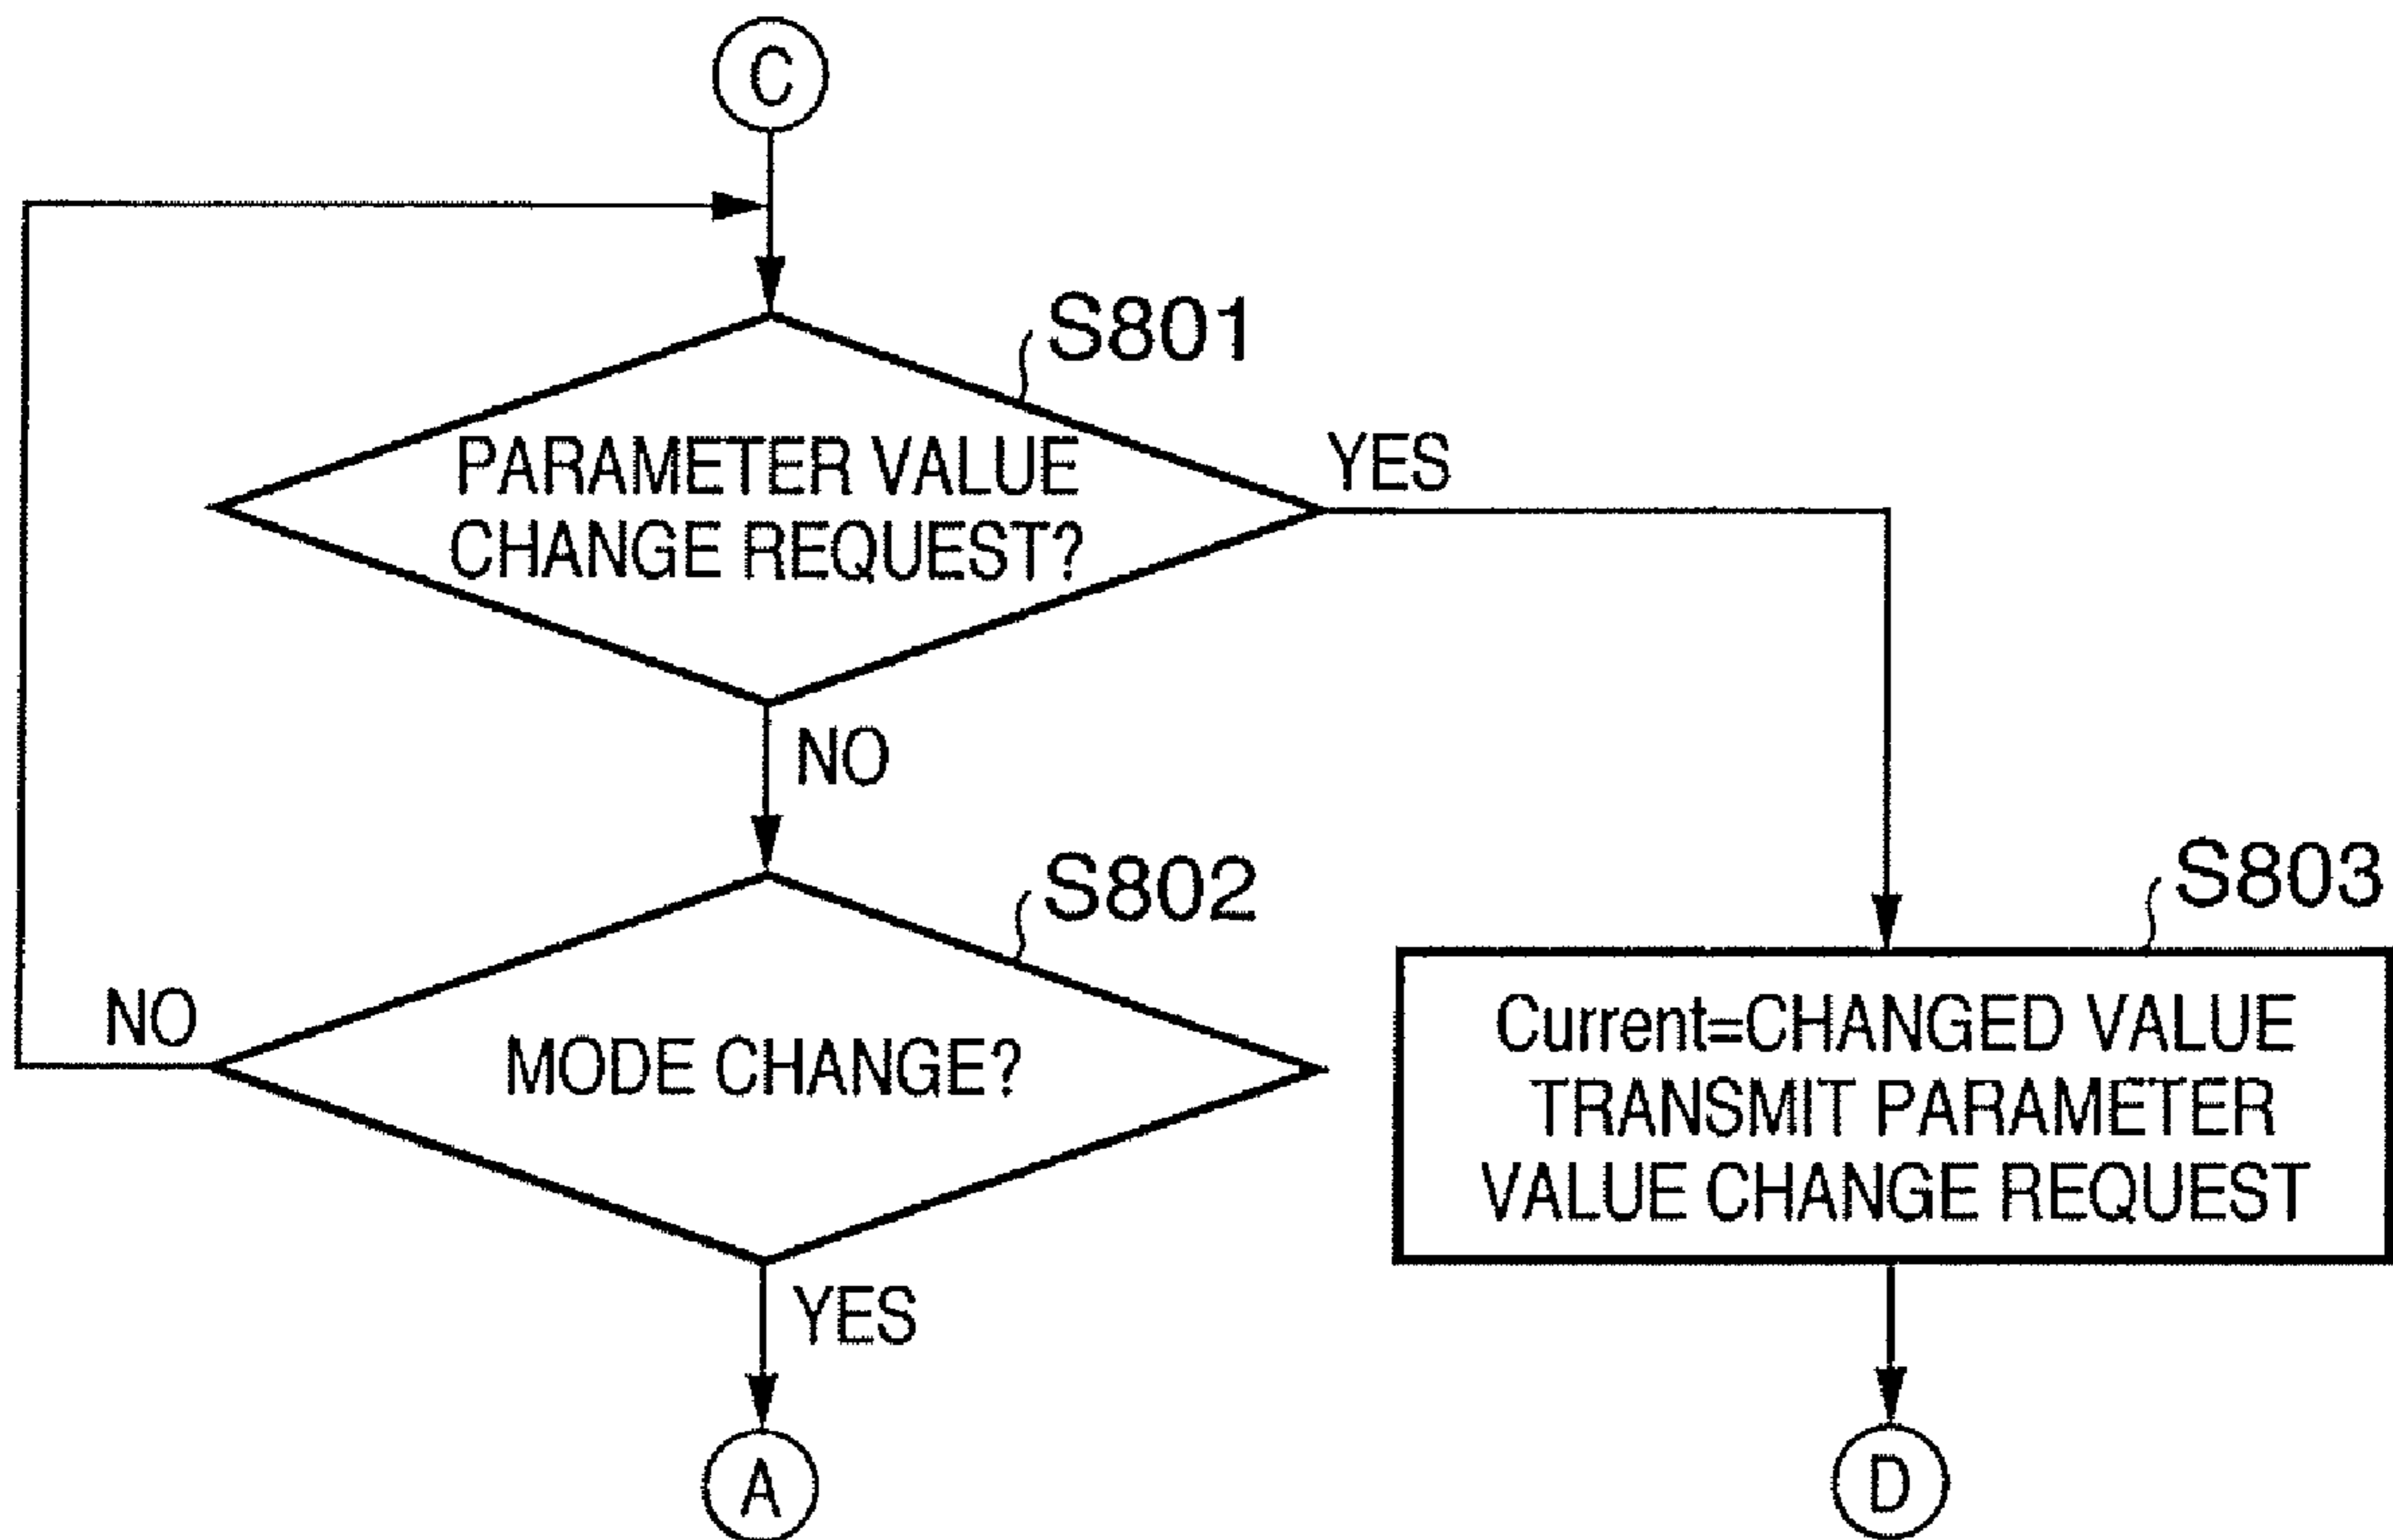 C
S801
PARAMETER VALUE
CHANGE REQUEST?
YES
NO
S802
MODE CHANGE?
NO
YES
A
S803
Current=CHANGED VALUE
TRANSMIT PARAMETER
VALUE CHANGE REQUEST
D